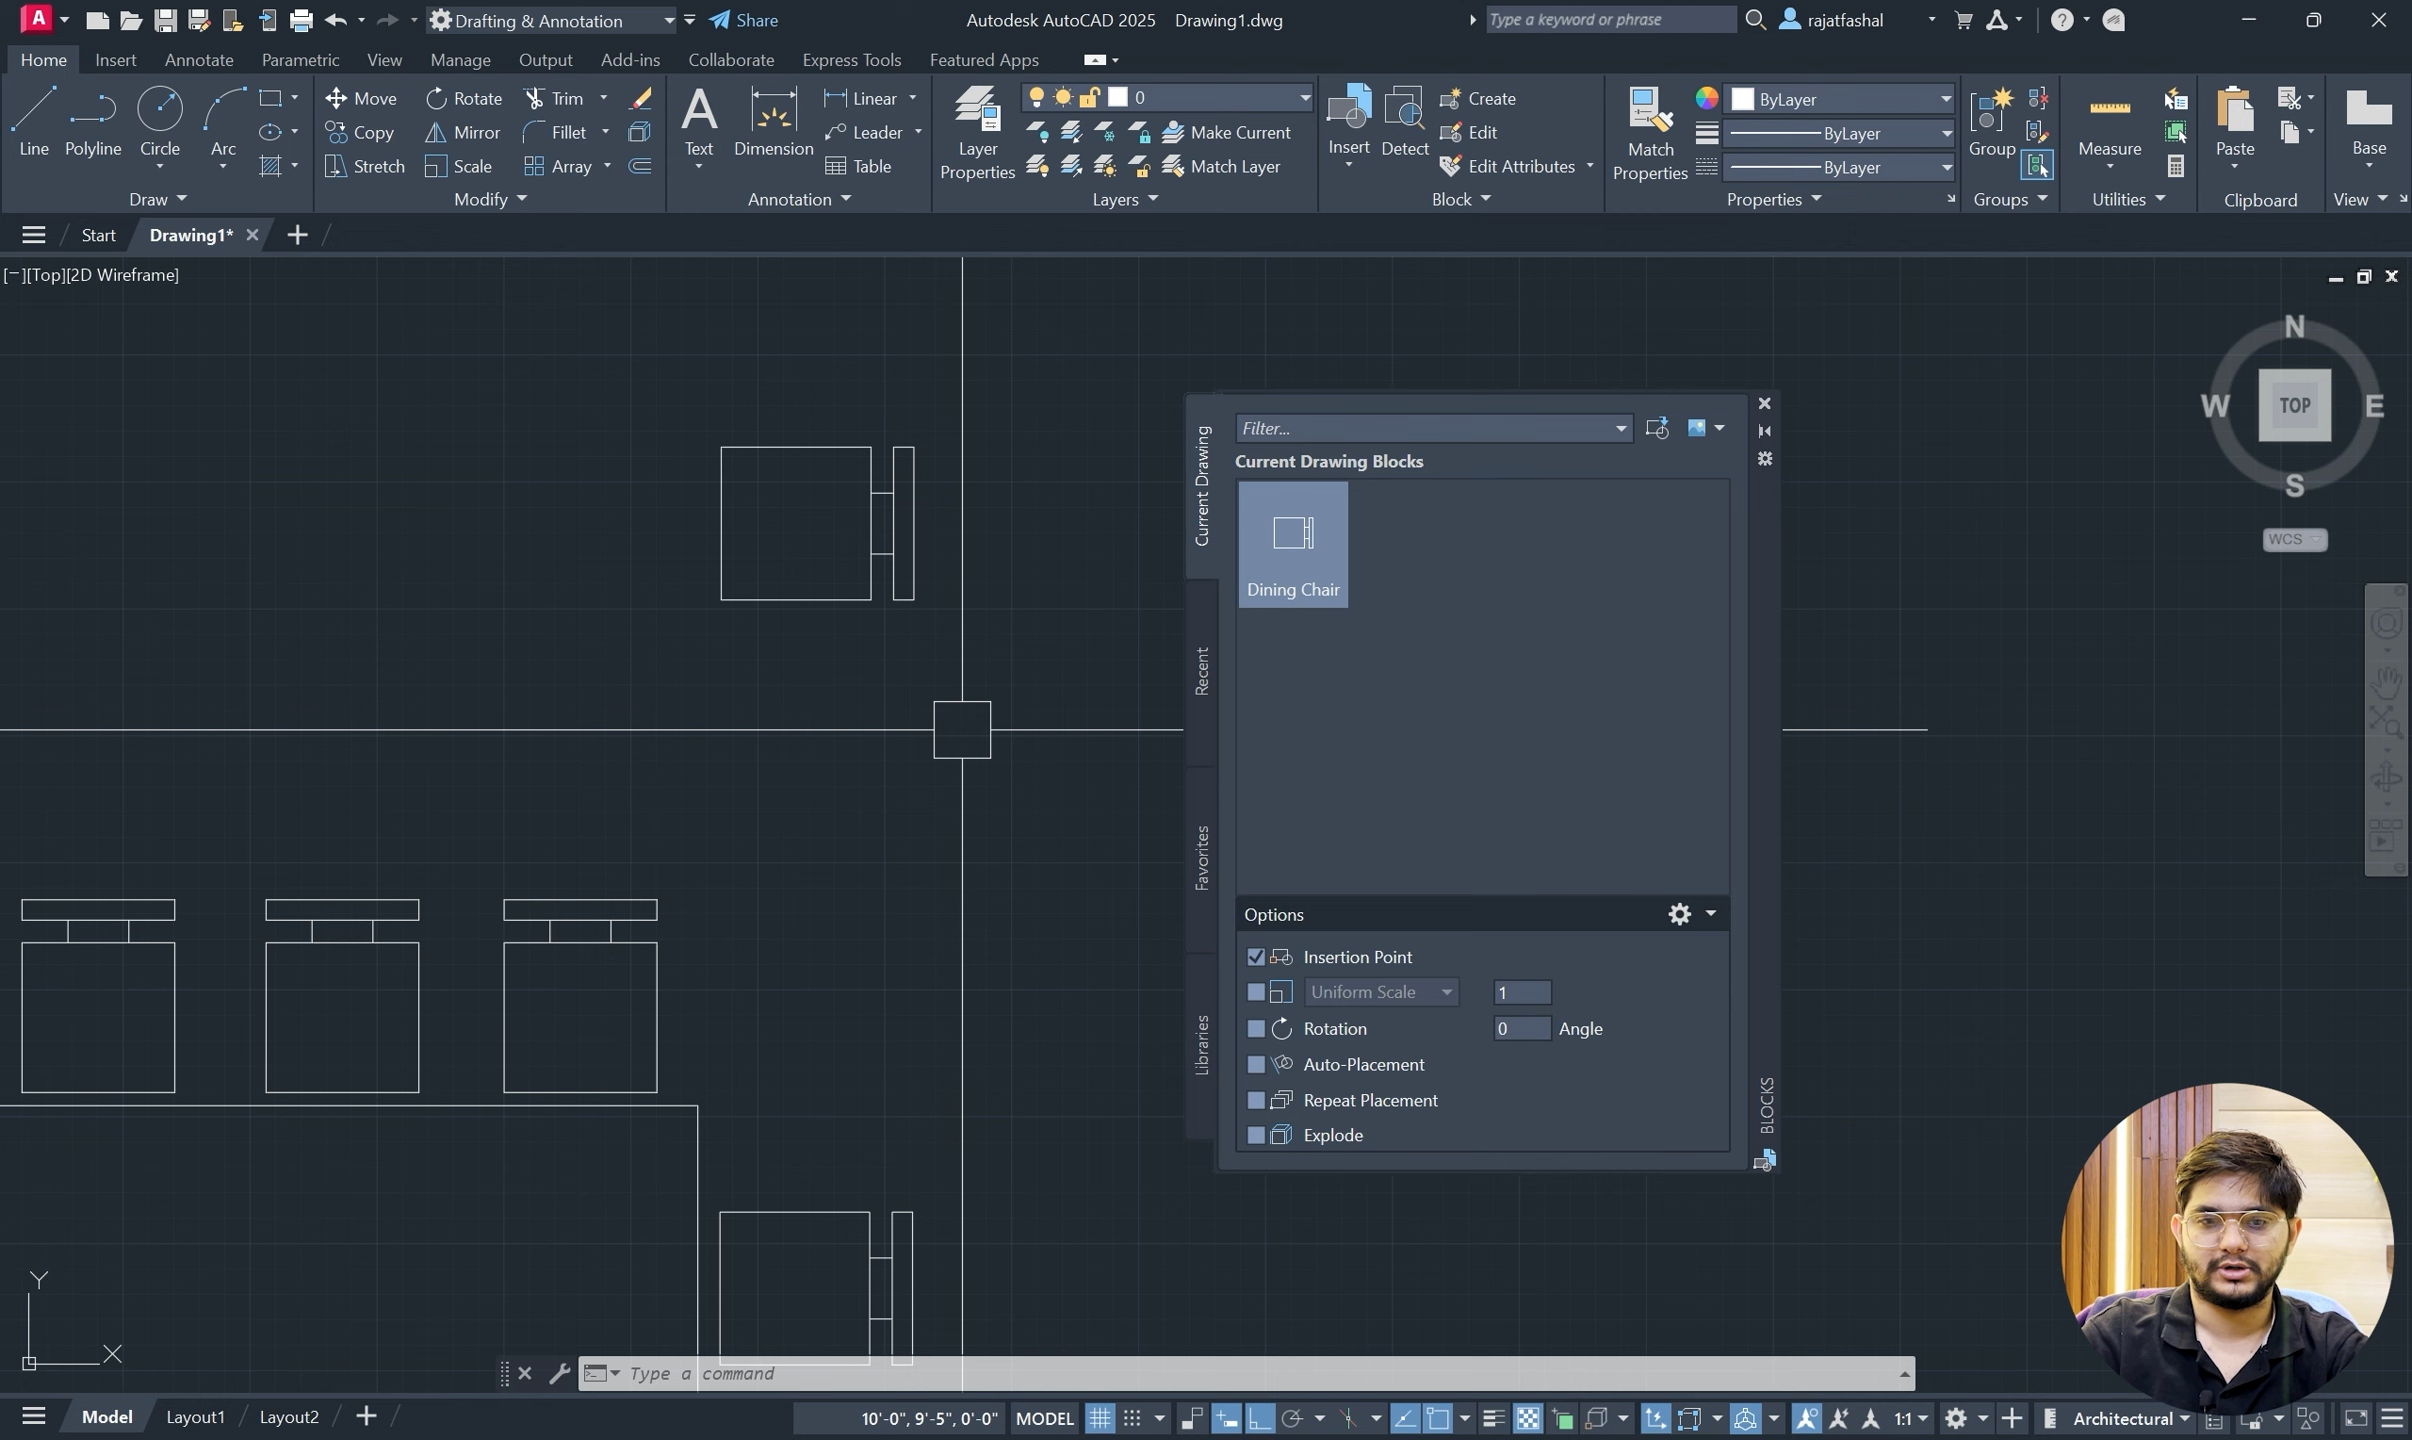 A Drafting & Annotation Share Autodesk AutoCAD 2025 Drawing1.dwg Type a keyword or phrase rajatfashal ?
Home Insert Annotate Parametric View Manage Output Add-ins Collaborate Express Tools Featured Apps
Move Rotate Trim Linear 0 Create ByLayer
Line Polyline Circle Arc Copy Mirror Fillet Text Dimension Leader Make Current Insert Detect Edit ByLayer Group Measure Paste Base
Stretch Scale Array Table Layer Properties Match Layer Edit Attributes Match Properties ByLayer
Draw Modify Annotation Layers Block Properties Groups Utilities Clipboard View
Start Drawing1* +
[−][Top][2D Wireframe]
N
W TOP E
S
WCS
Filter...
Current Drawing Blocks
Dining Chair
Current Drawing
Recent
Favorites
Libraries
Options
Insertion Point
Uniform Scale 1
Rotation 0 Angle
Auto-Placement
Repeat Placement
Explode
BLOCKS
Y
X
Type a command
Model Layout1 Layout2 + 10'-0", 9'-5", 0'-0" MODEL 1:1 Architectural